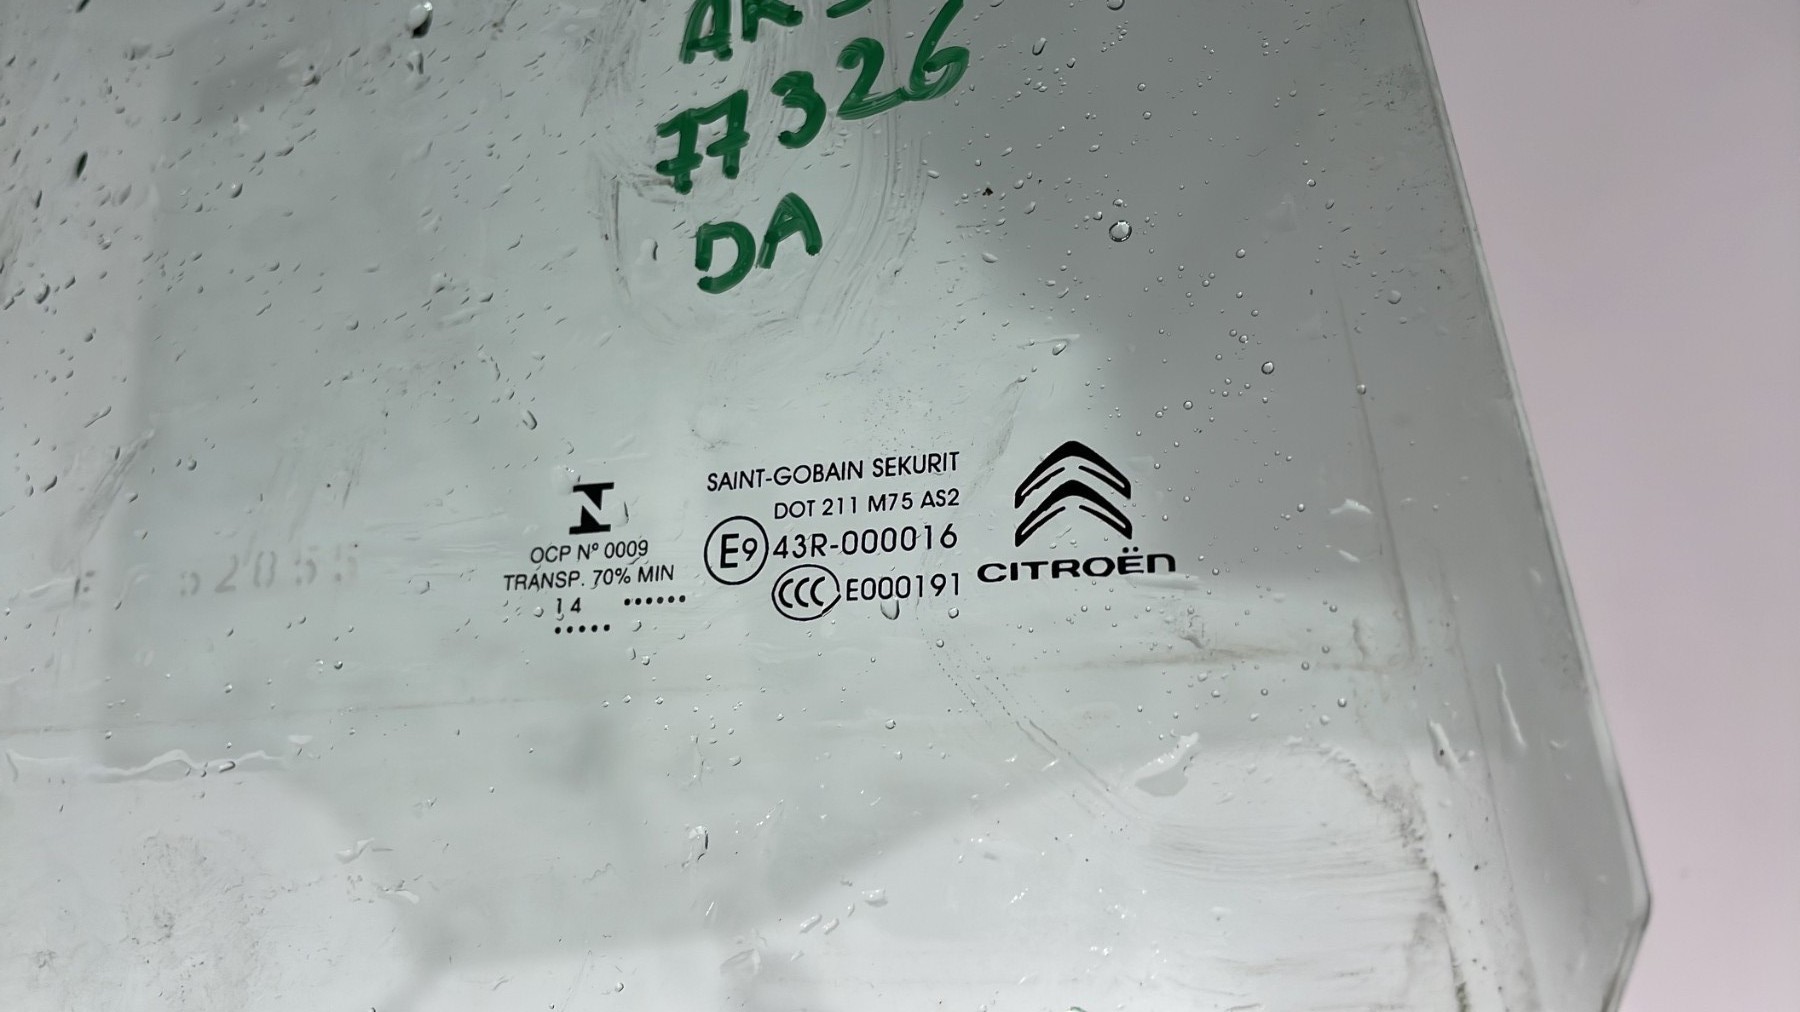 77326
DA
SAINT-GOBAIN SEKURIT
DOT 211 M75 AS2
E9 43R-000016
CCC E000191
CITROËN
N
OCP Nº 0009
TRANSP. 70% MIN
14 ......
.....